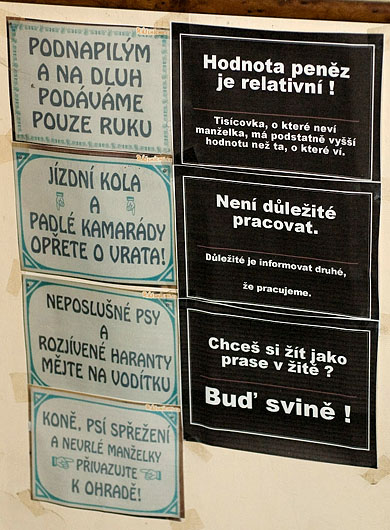 PODNAPILÝM
A NA DLUH
PODÁVÁME
POUZE RUKU
JÍZDNÍ KOLA
A
PADLÉ KAMARÁDY
OPŘETE O VRATA!
NEPOSLUŠNÉ PSY
A
ROZJÍVENÉ HARANTY
MĚJTE NA VODÍTKU
KONĚ, PSÍ SPŘEŽENÍ
A NEVRLÉ MANŽELKY
PŘIVAZUJTE
K OHRADĚ!
Hodnota peněz
je relativní !
Tisícovka, o které neví
manželka, má podstatně vyšší
hodnotu než ta, o které ví.
Není důležité
pracovat.
Důležité je informovat druhé,
že pracujeme.
Chceš si žít jako
prase v žitě ?
Buď svině !